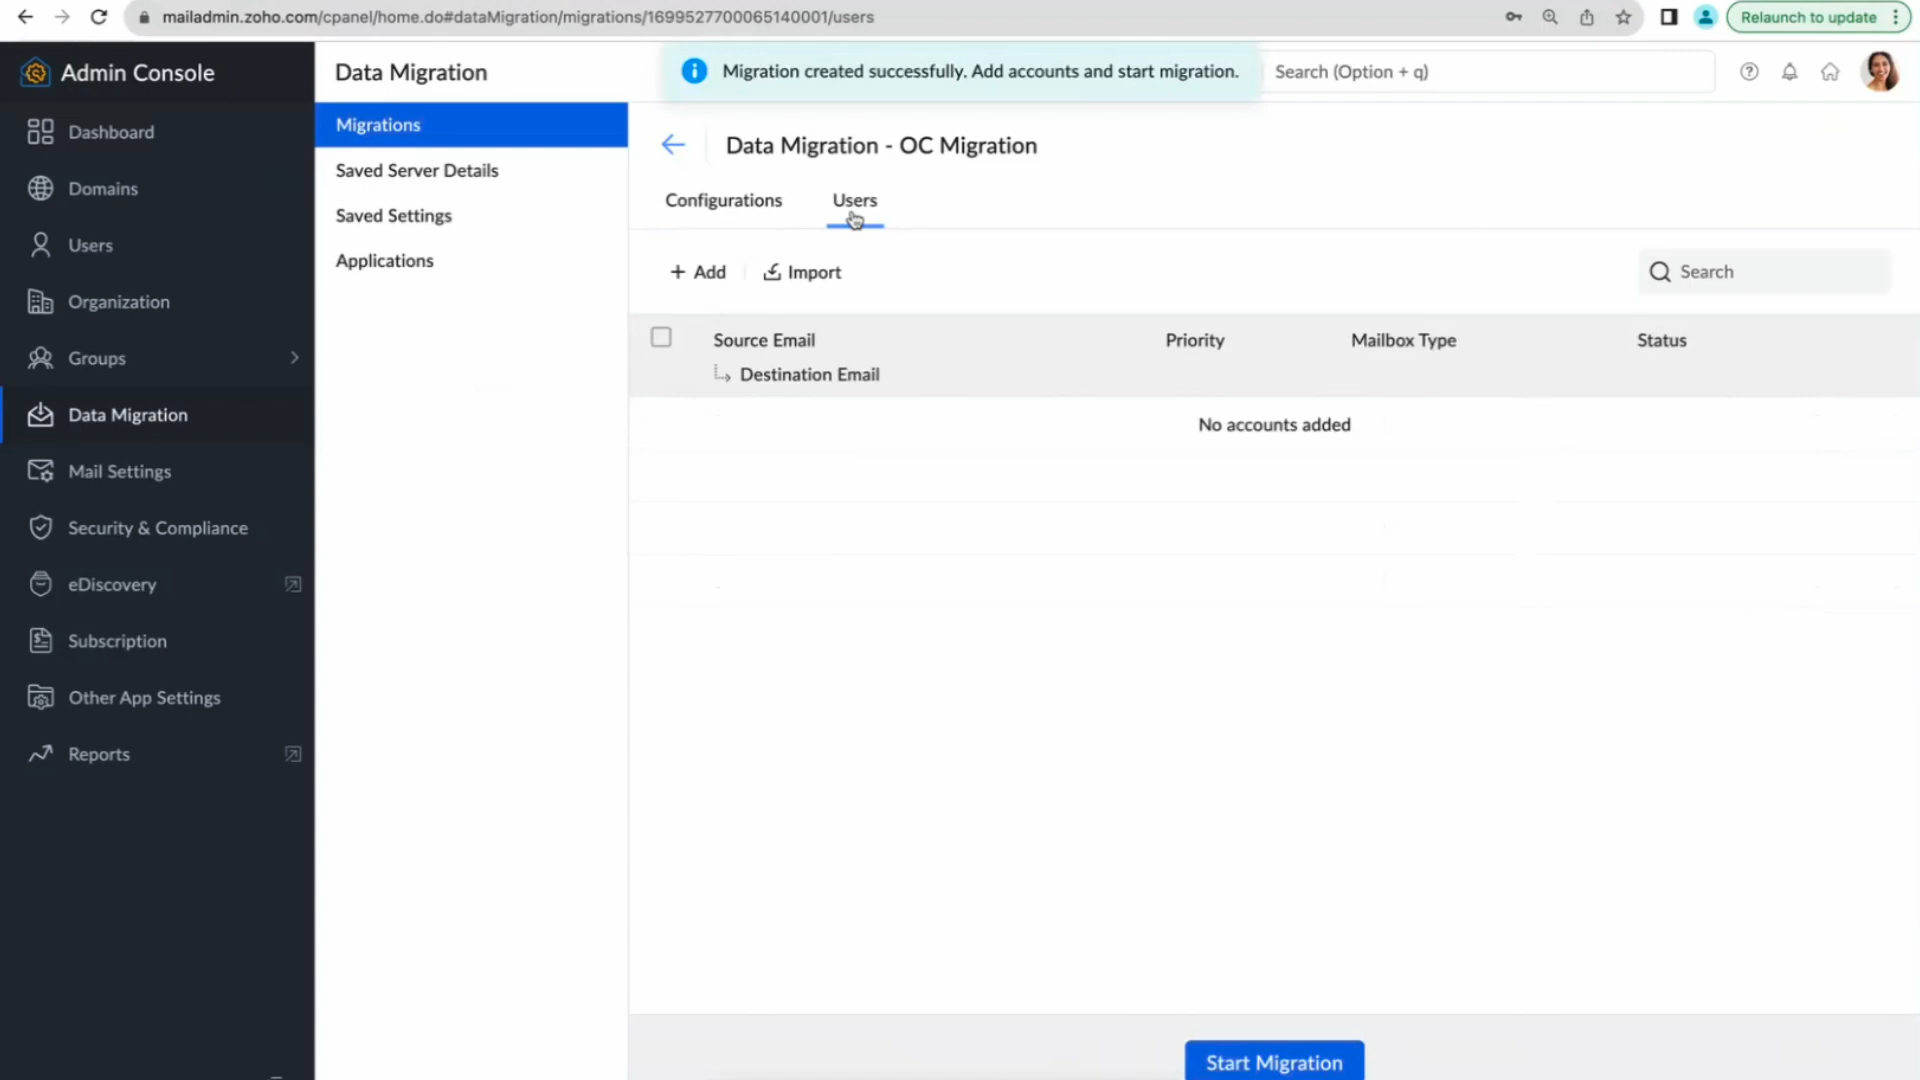 mailadmin.zoho.com/cpanel/home.do#dataMigration/migrations/1699527700065140001/users
Relaunch to update
Admin Console
Data Migration
Migration created successfully. Add accounts and start migration.
Search (Option + q)
Dashboard
Domains
Users
Organization
Groups
Data Migration
Mail Settings
Security & Compliance
eDiscovery
Subscription
Other App Settings
Reports
Migrations
Saved Server Details
Saved Settings
Applications
Data Migration - OC Migration
Configurations
Users
+ Add
Import
Search
Source Email
Priority
Mailbox Type
Status
Destination Email
No accounts added
Start Migration